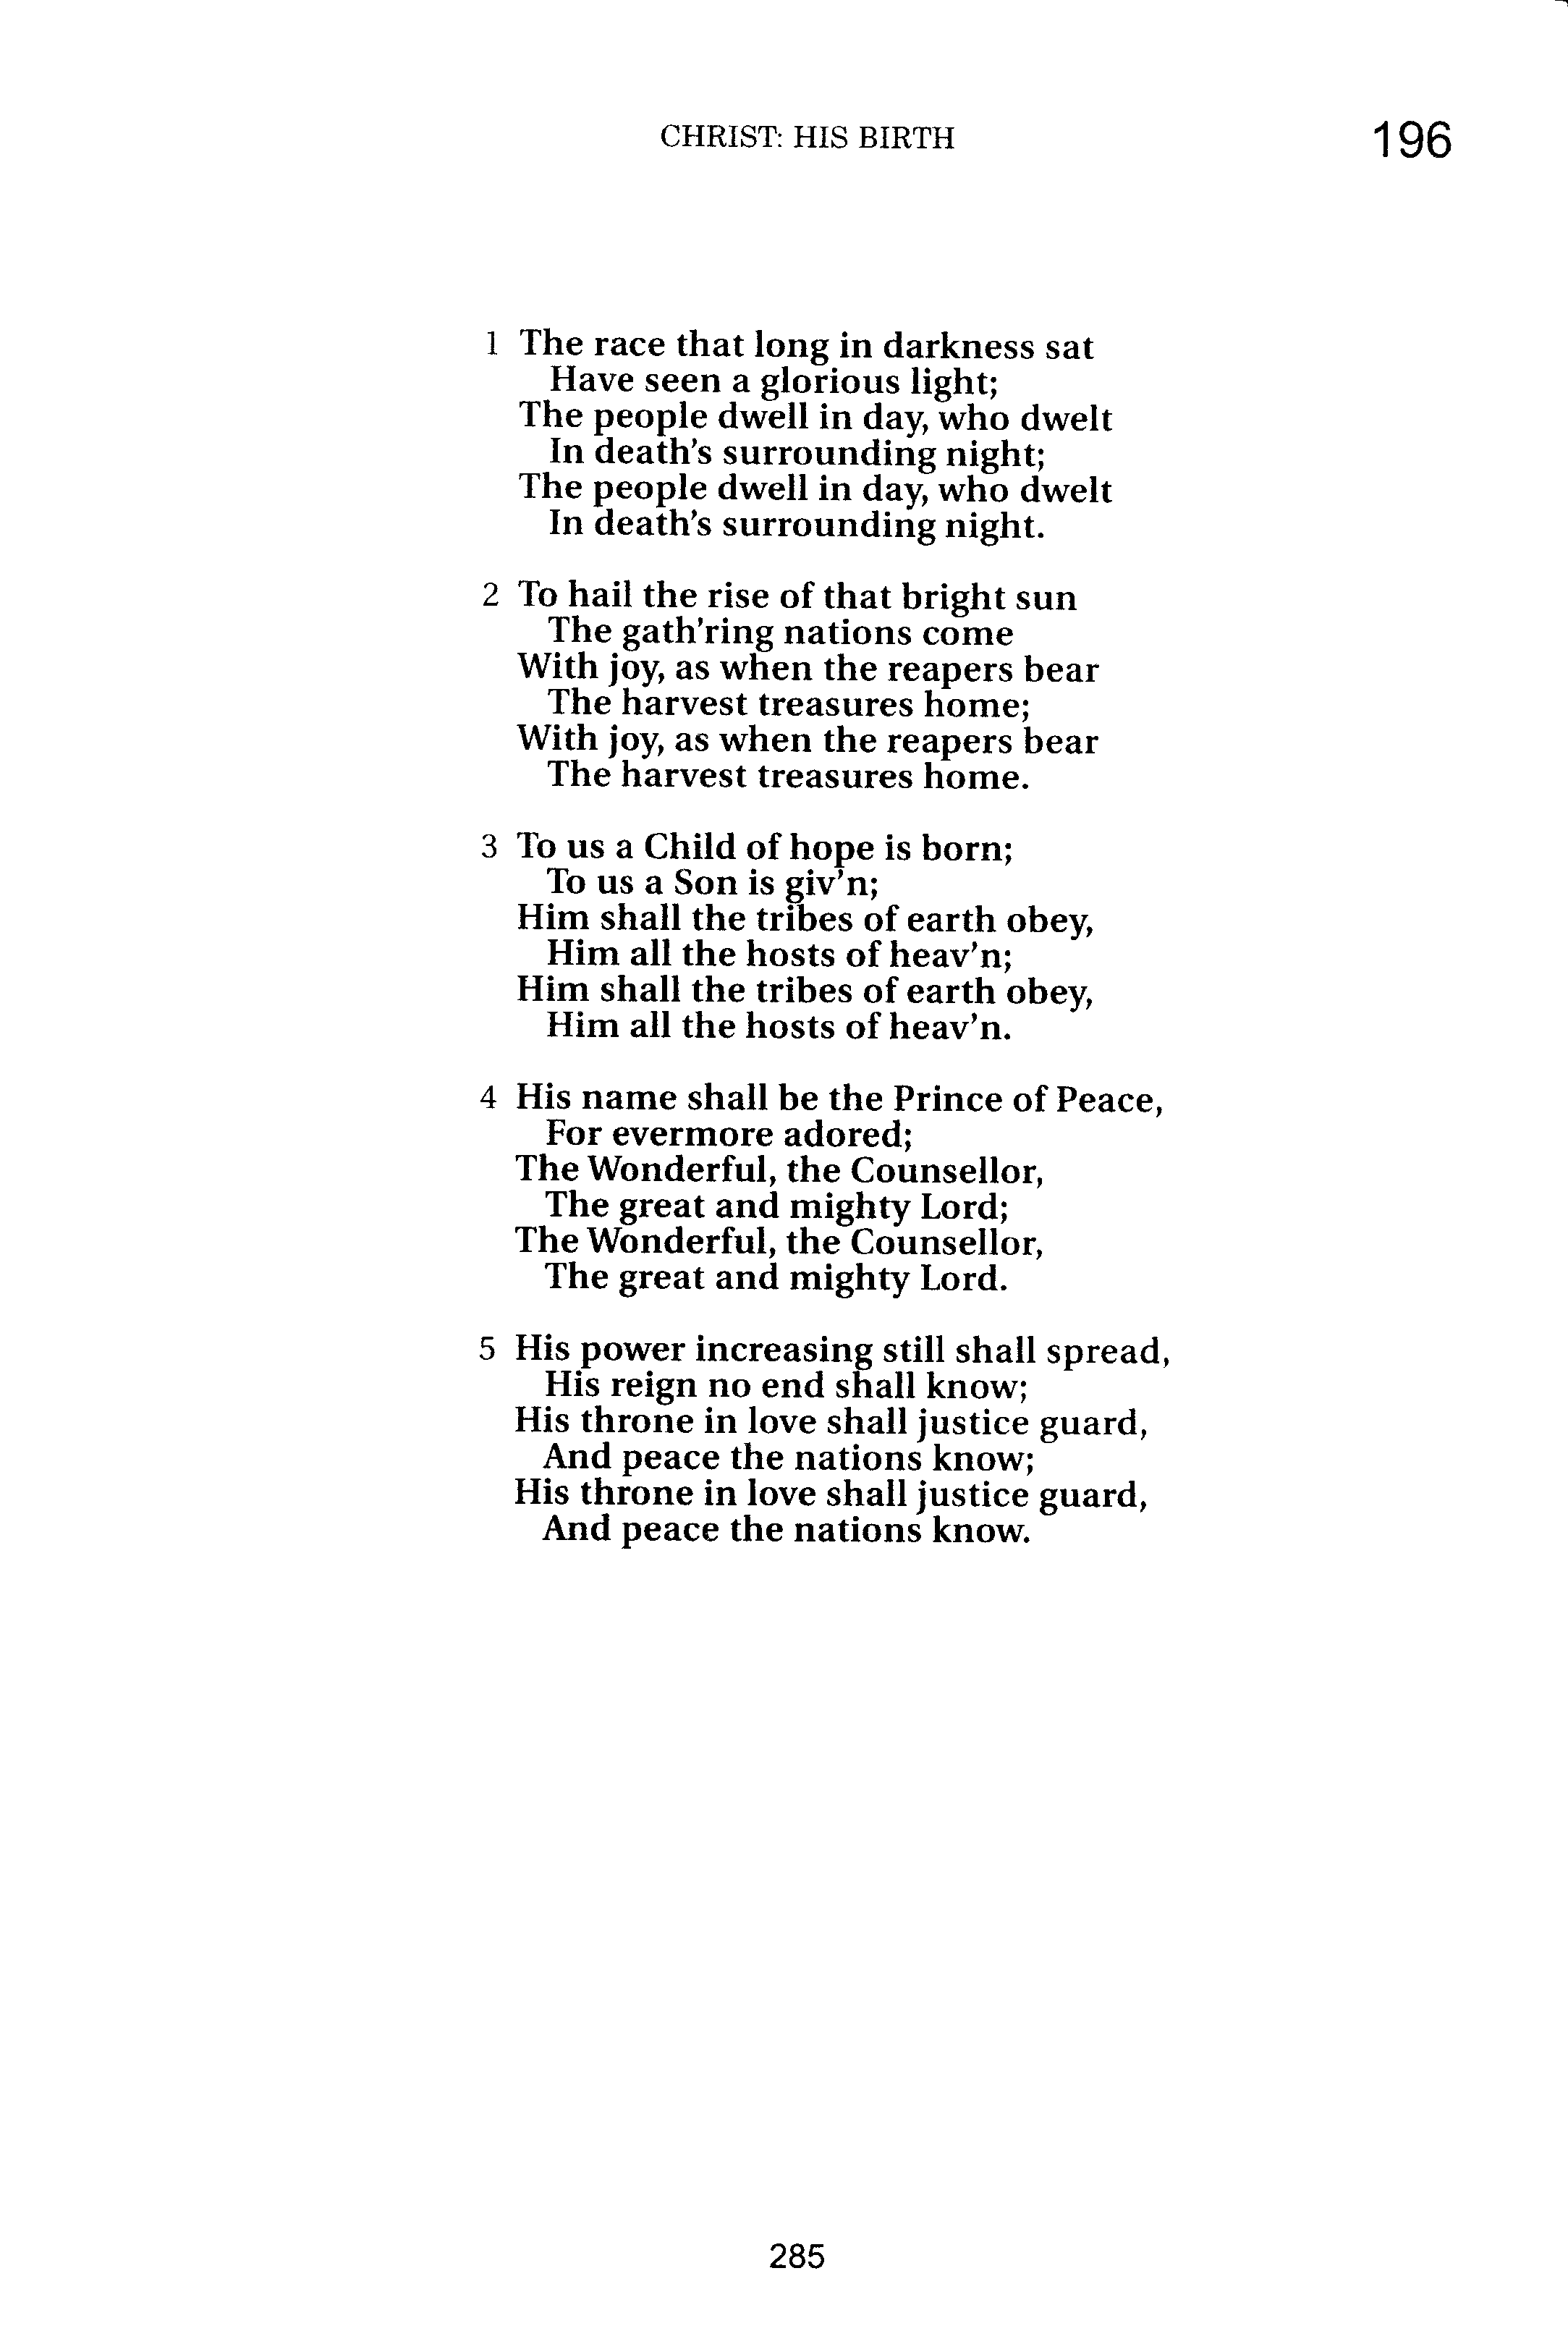 CHRIST: HIS BIRTH 196
1 The race that long in darkness sat
Have seen a glorious light;
The people dwell in day, who dwelt
In death's surrounding night;
The people dwell in day, who dwelt
In death's surrounding night.
2 To hail the rise of that bright sun
The gath'ring nations come
With joy, as when the reapers bear
The harvest treasures home;
With joy, as when the reapers bear
The harvest treasures home.
3 To us a Child of hope is born;
To us a Son is giv'n;
Him shall the tribes of earth obey,
Him all the hosts of heav'n;
Him shall the tribes of earth obey,
Him all the hosts of heav'n.
4 His name shall be the Prince of Peace,
For evermore adored;
The Wonderful, the Counsellor,
The great and mighty Lord;
The Wonderful, the Counsellor,
The great and mighty Lord.
5 His power increasing still shall spread,
His reign no end shall know;
His throne in love shall justice guard,
And peace the nations know;
His throne in love shall justice guard,
And peace the nations know.
285